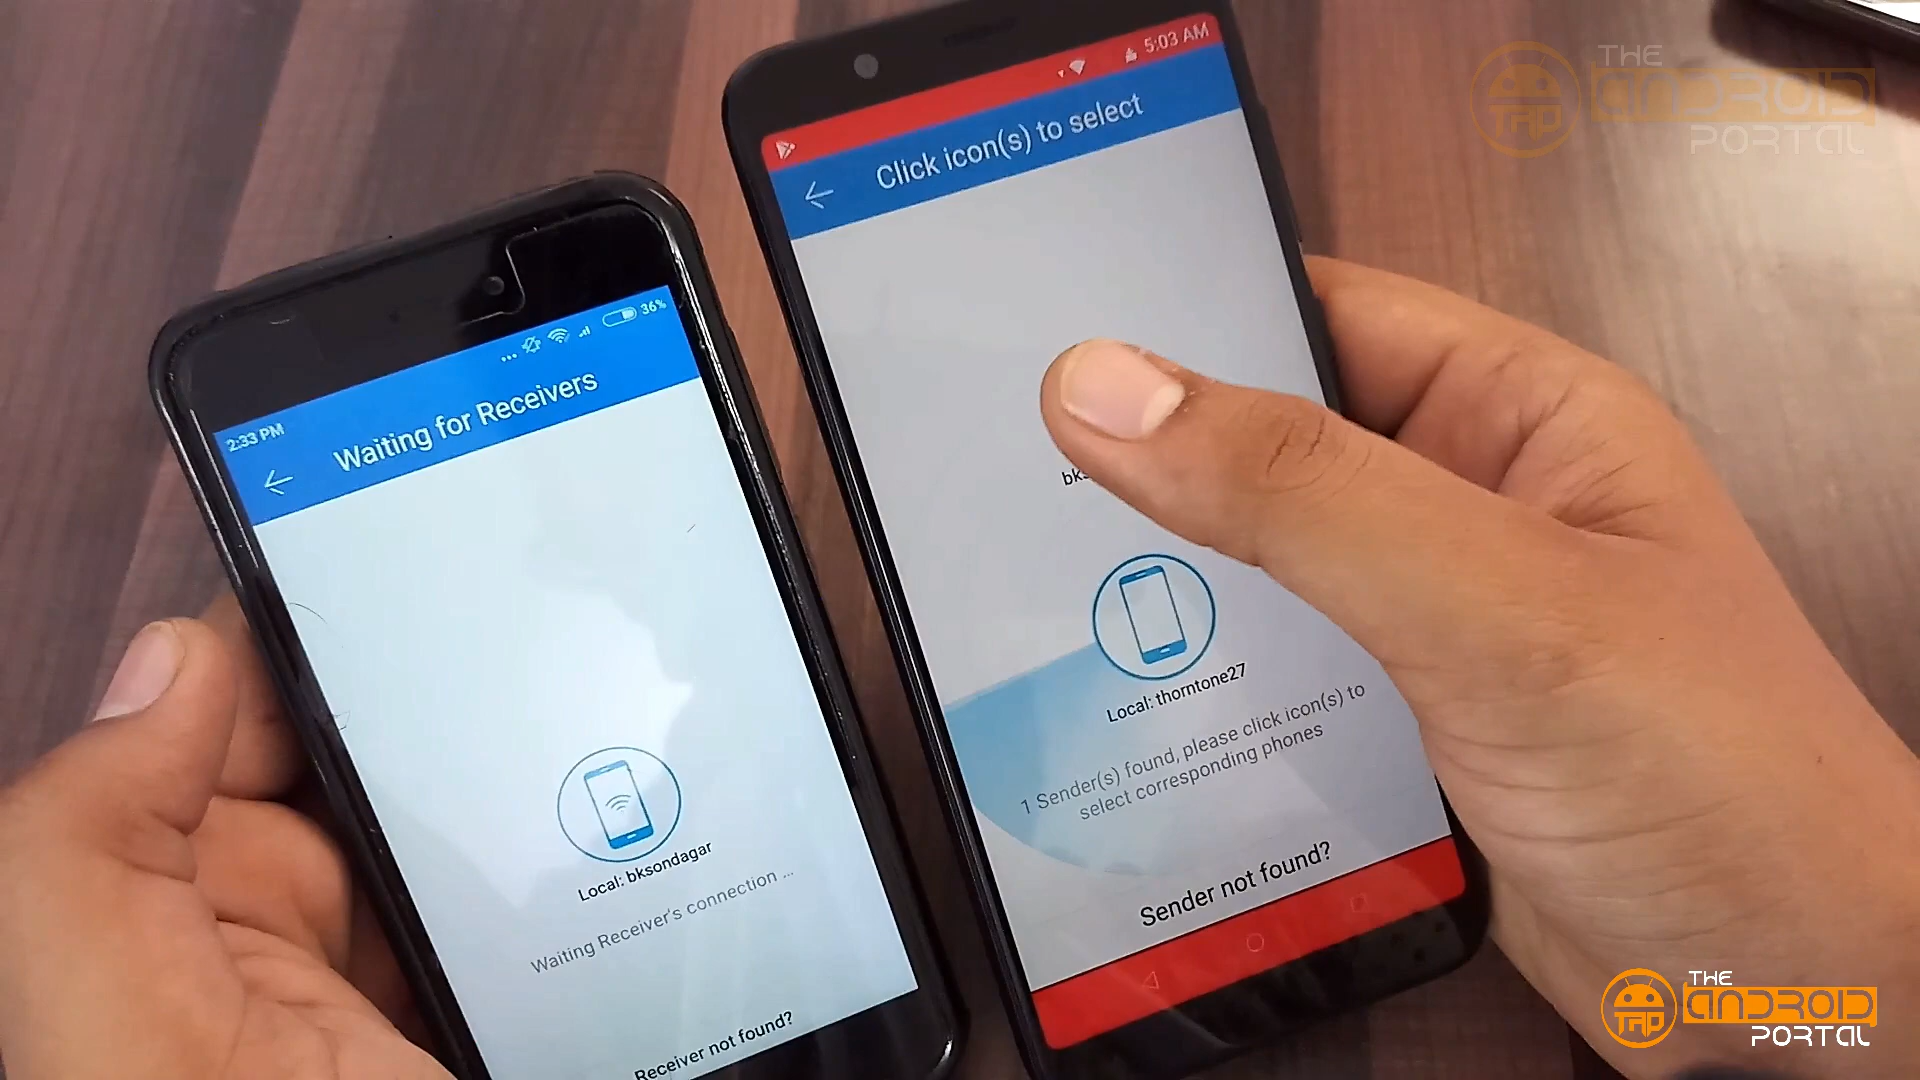 2:33 PM
36%
Waiting for Receivers
Local: bksondagar
Waiting Receiver's connection ...
Receiver not found?
5:03 AM
Click icon(s) to select
Local: thorntone27
1 Sender(s) found, please click icon(s) to
select corresponding phones
Sender not found?
THE
ANDROID
PORTAL
TAP
THE
ANDROID
PORTAL
TAP